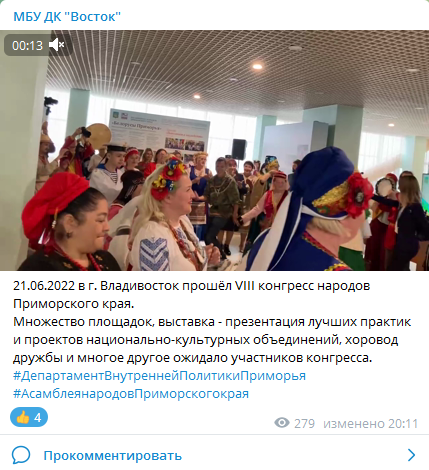 МБУ ДК "Восток"
00:13
21.06.2022 в г. Владивосток прошёл VIII конгресс народов
Приморского края.
Множество площадок, выставка - презентация лучших практик
и проектов национально-культурных объединений, хоровод
дружбы и многое другое ожидало участников конгресса.
#ДепартаментВнутреннейПолитикиПриморья
#АсамблеянародовПриморскогокрая
4
279 изменено 20:11
Прокомментировать